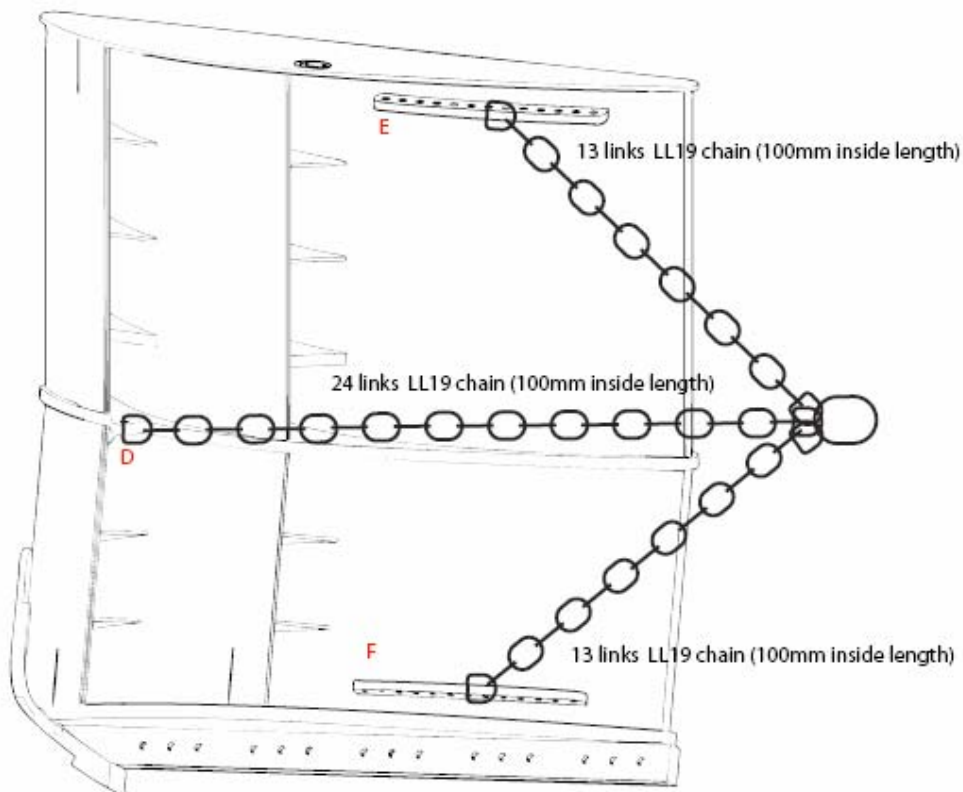 E
13 links LL19 chain (100mm inside length)
24 links LL19 chain (100mm inside length)
D
F
13 links LL19 chain (100mm inside length)